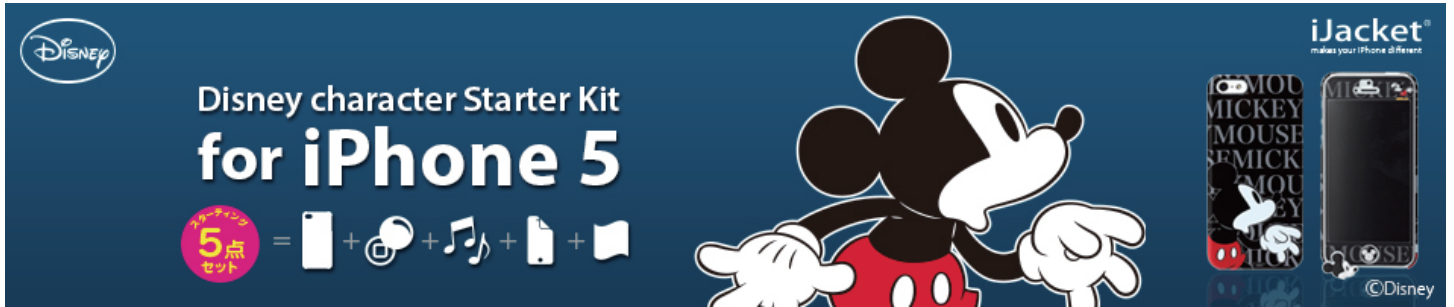 Disney
Disney character Starter Kit
for iPhone 5
スターティング
5点
セット
=
+
+
+
+
iJacket®
makes your iPhone different
MICKEY
MOUSE
©Disney